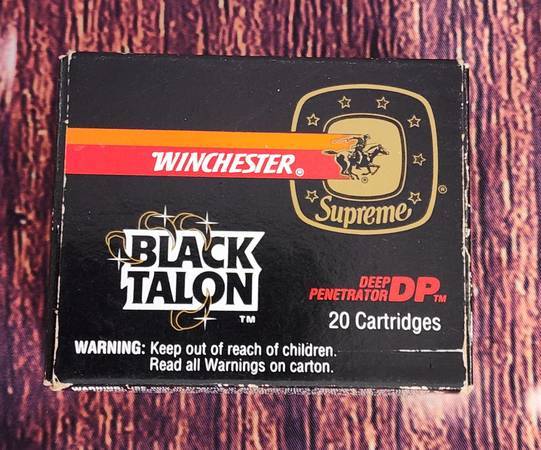 WINCHESTER®
Supreme®
BLACK
TALON
TM
DEEP
PENETRATOR DP TM
20 Cartridges
WARNING: Keep out of reach of children.
Read all Warnings on carton.